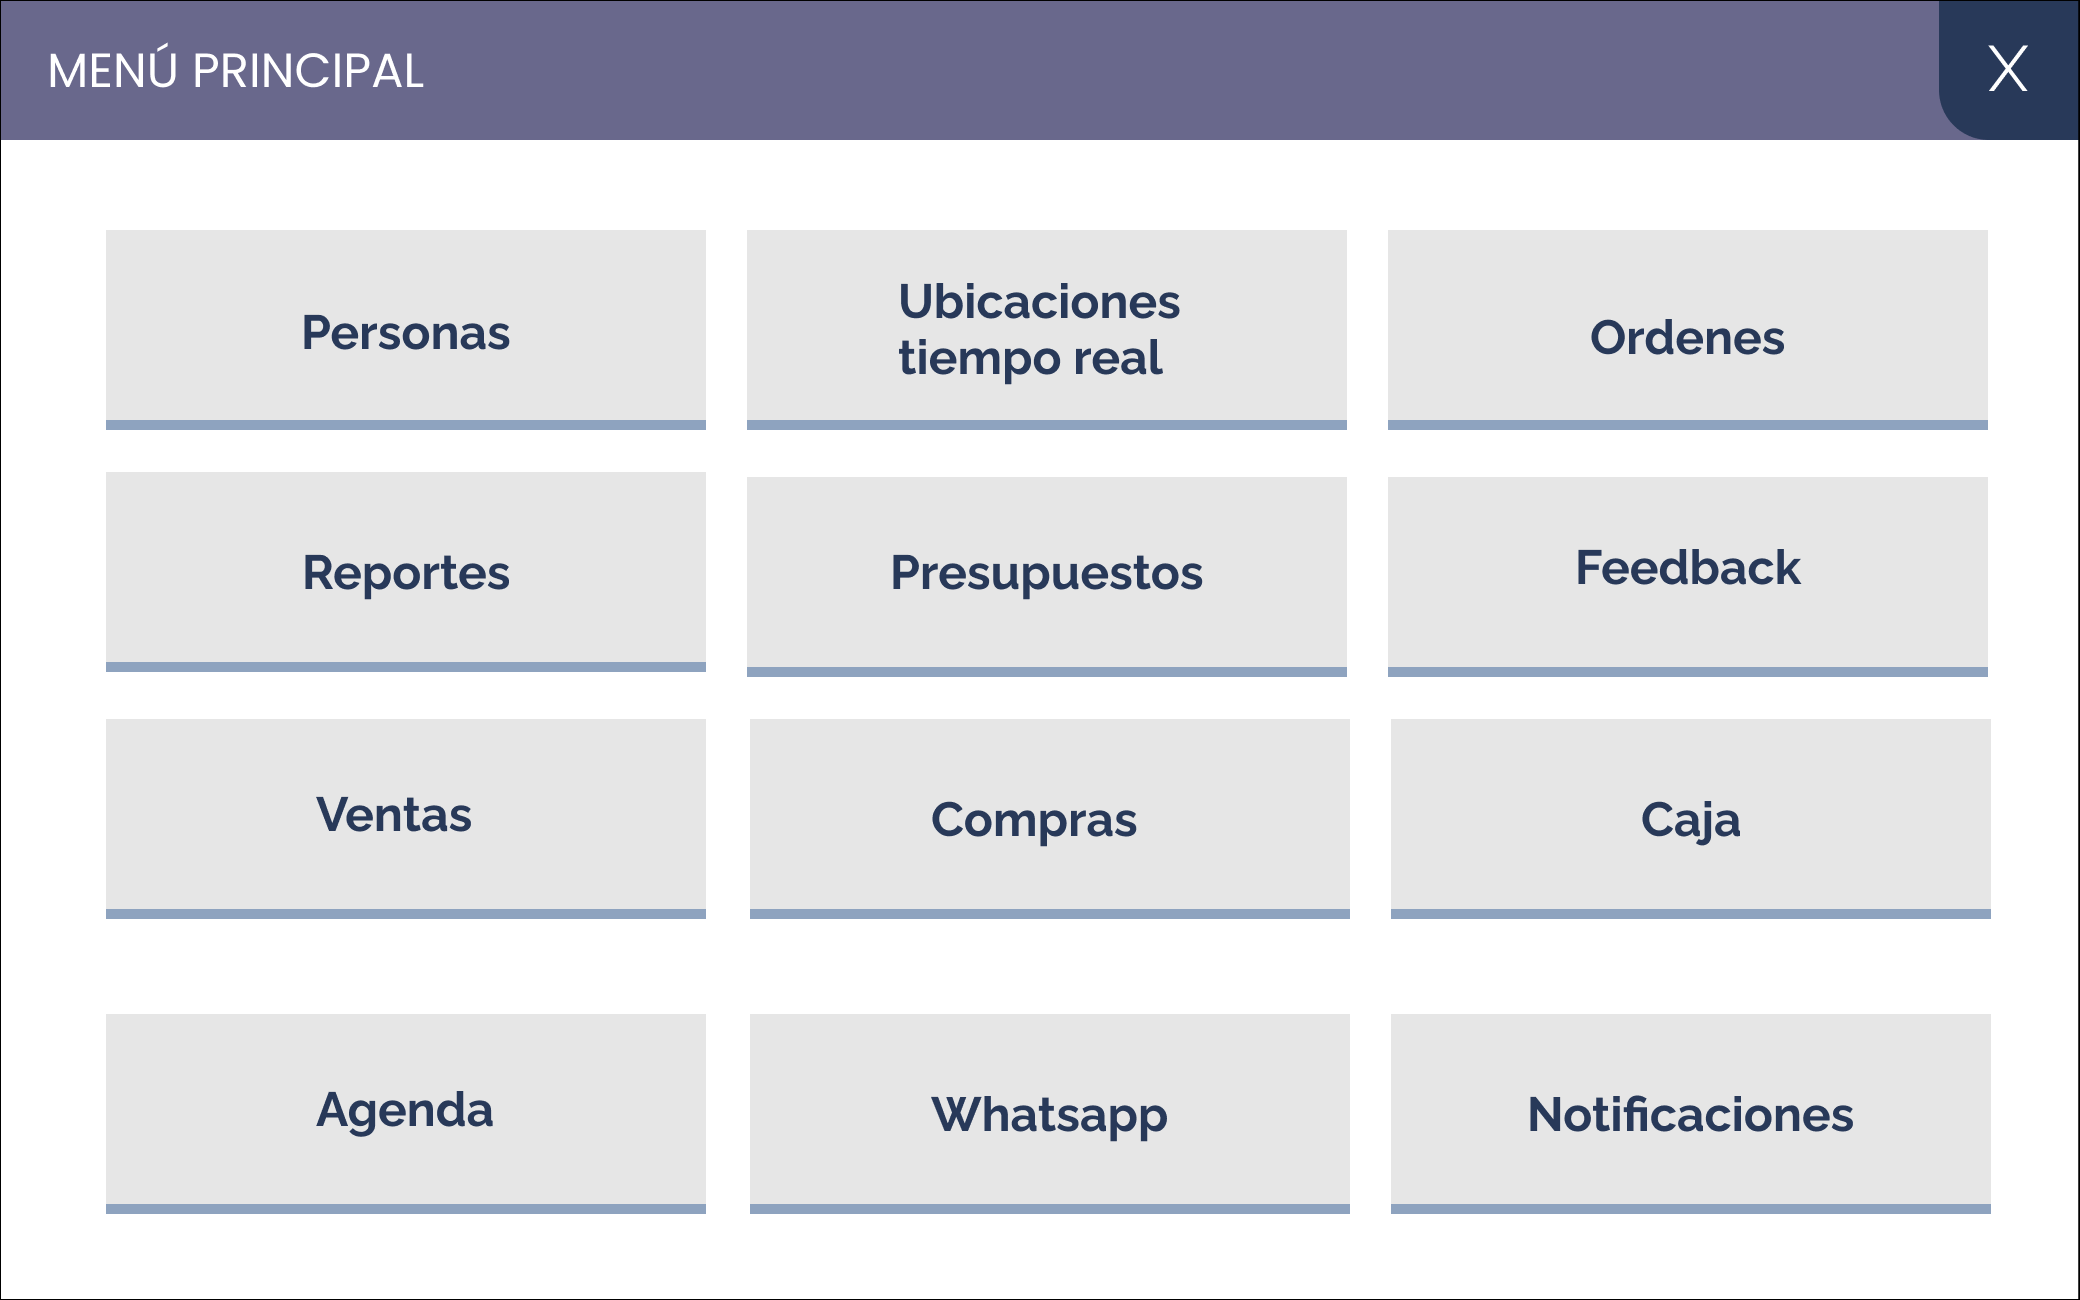 MENÚ PRINCIPAL
X
Personas
Ubicaciones
tiempo real
Ordenes
Reportes
Presupuestos
Feedback
Ventas
Compras
Caja
Agenda
Whatsapp
Notificaciones